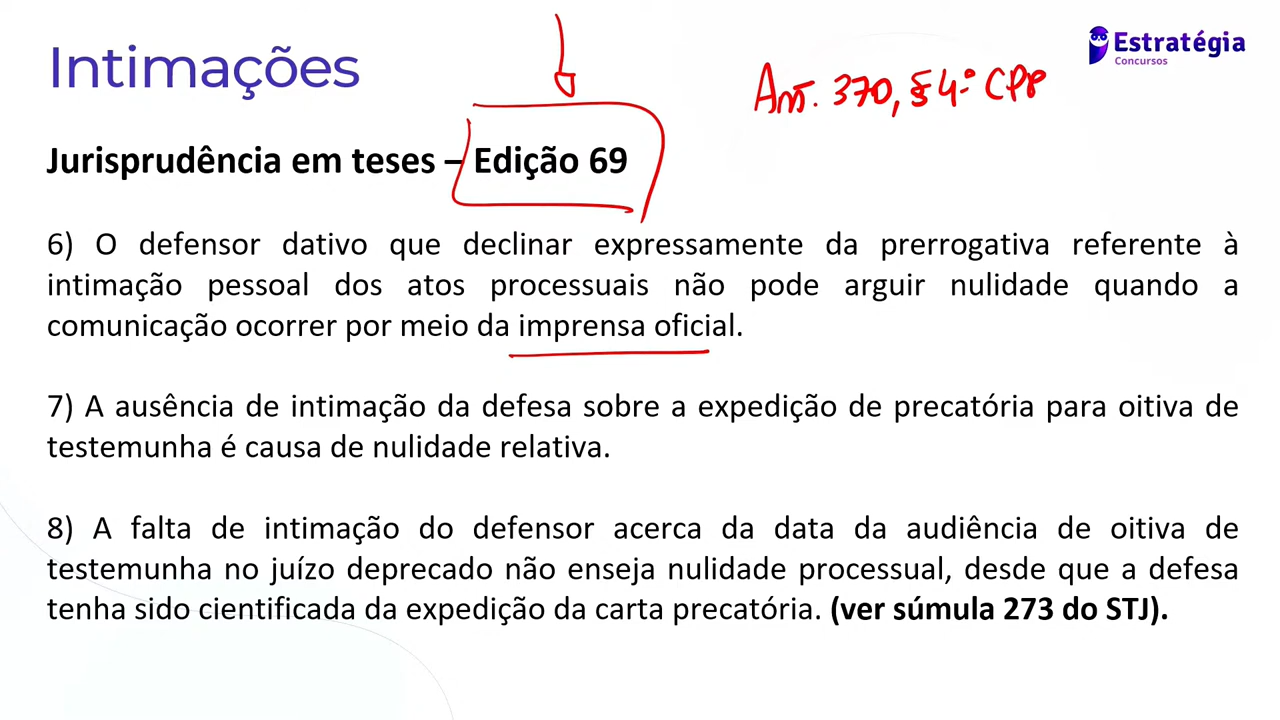 Intimações
Estratégia
Concursos
Art. 370, §4º CPP
Jurisprudência em teses – Edição 69
6) O defensor dativo que declinar expressamente da prerrogativa referente à
intimação pessoal dos atos processuais não pode arguir nulidade quando a
comunicação ocorrer por meio da imprensa oficial.
7) A ausência de intimação da defesa sobre a expedição de precatória para oitiva de
testemunha é causa de nulidade relativa.
8) A falta de intimação do defensor acerca da data da audiência de oitiva de
testemunha no juízo deprecado não enseja nulidade processual, desde que a defesa
tenha sido cientificada da expedição da carta precatória. (ver súmula 273 do STJ).